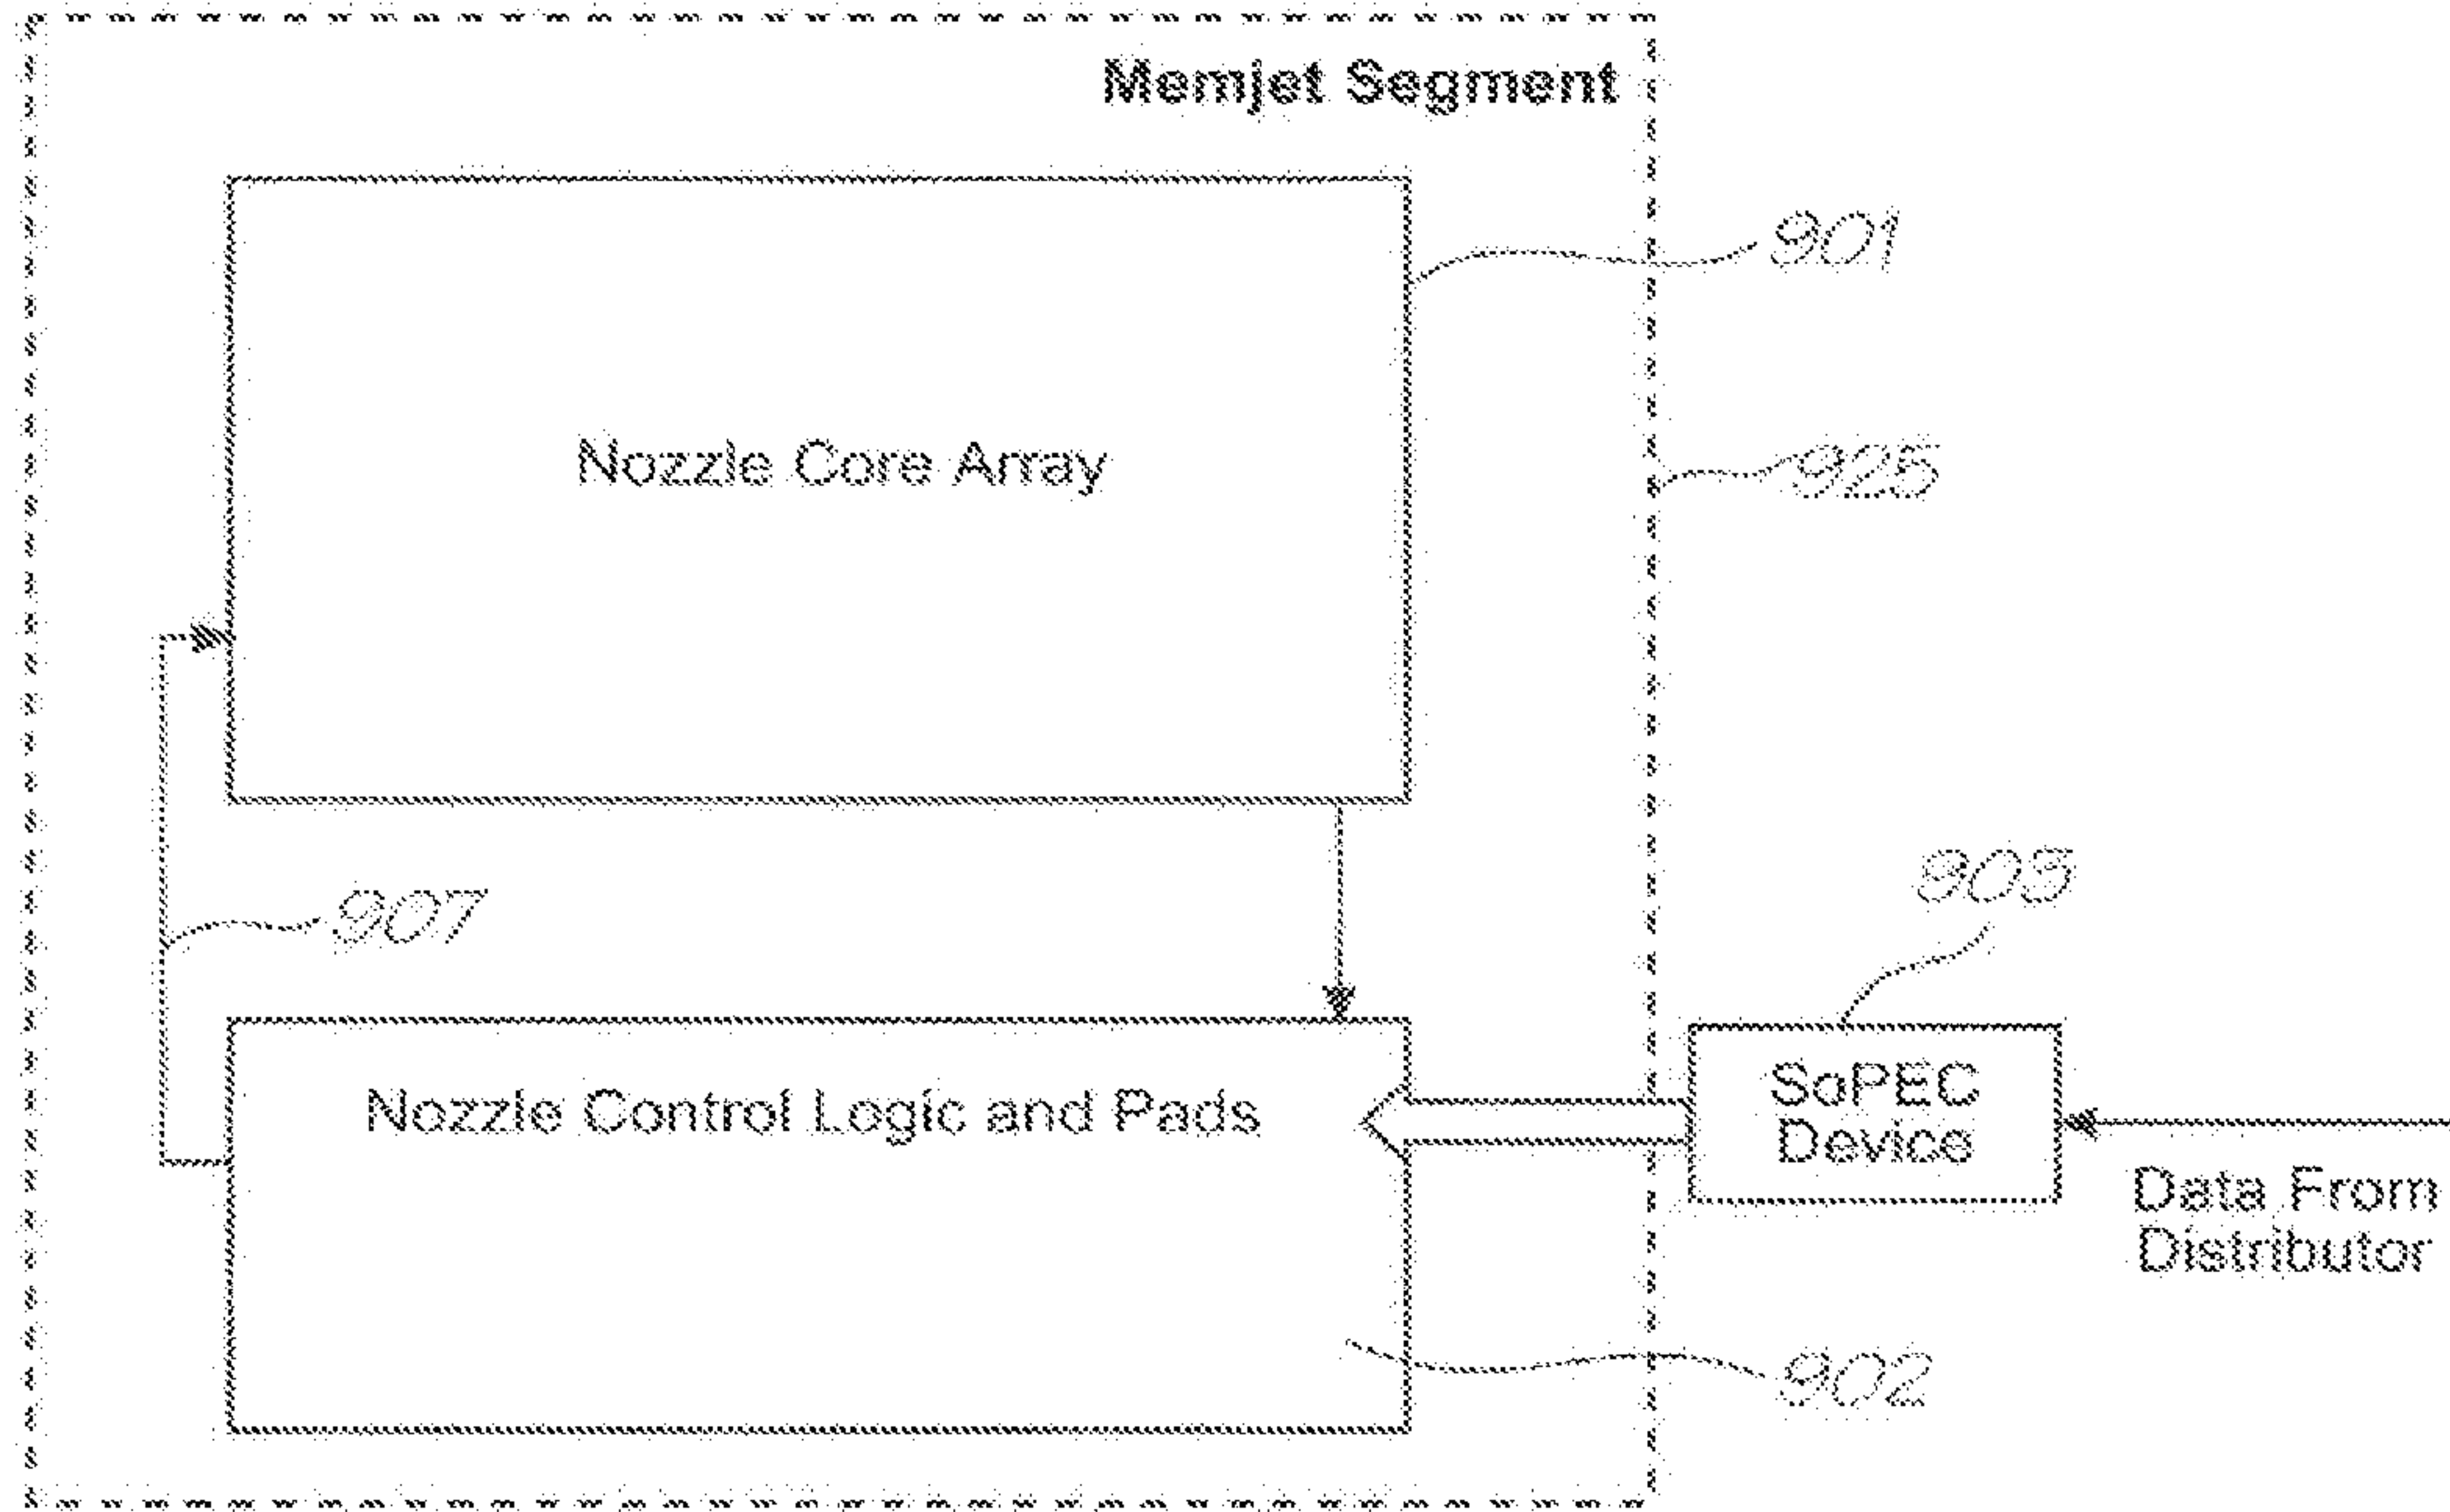 Memjet Segment
901
Nozzle Core Array
925
903
907
SoPEC
Device
Nozzle Control Logic and Pads
Data From
Distributor
902